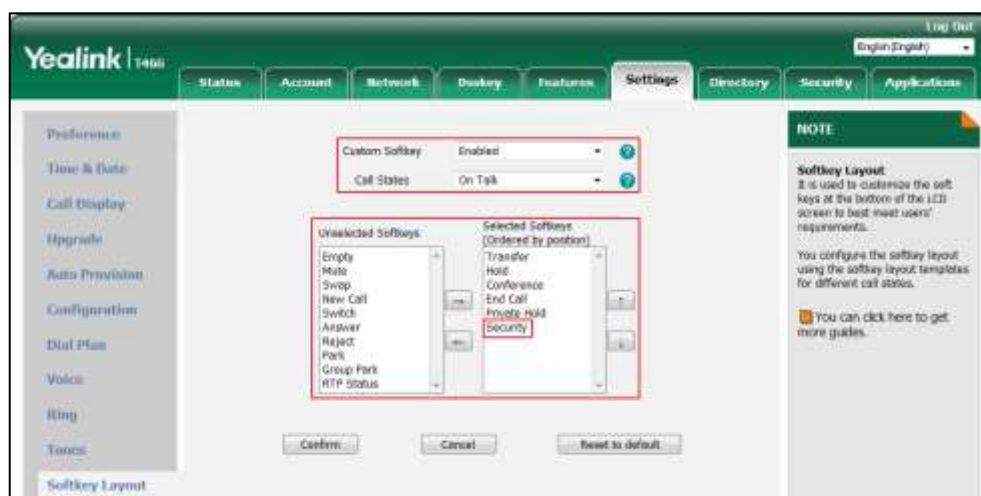 Log Out
Yealink T46G
English(English)
Status Account Network Dsskey Features Settings Directory Security Applications
Preference
Time & Date
Call Display
Upgrade
Auto Provision
Configuration
Dial Plan
Voice
Ring
Tones
Softkey Layout
Custom Softkey Enabled
Call States On Talk
Unselected Softkeys
Empty
Mute
Swap
New Call
Switch
Answer
Reject
Park
Group Park
RTP Status
Selected Softkeys
(Ordered by position)
Transfer
Hold
Conference
End Call
Private Hold
Security
Confirm Cancel Reset to default
NOTE
Softkey Layout
It is used to customize the soft
keys at the bottom of the LCD
screen to best meet users'
requirements.
You configure the softkey layout
using the softkey layout templates
for different call states.
You can click here to get
more guides.